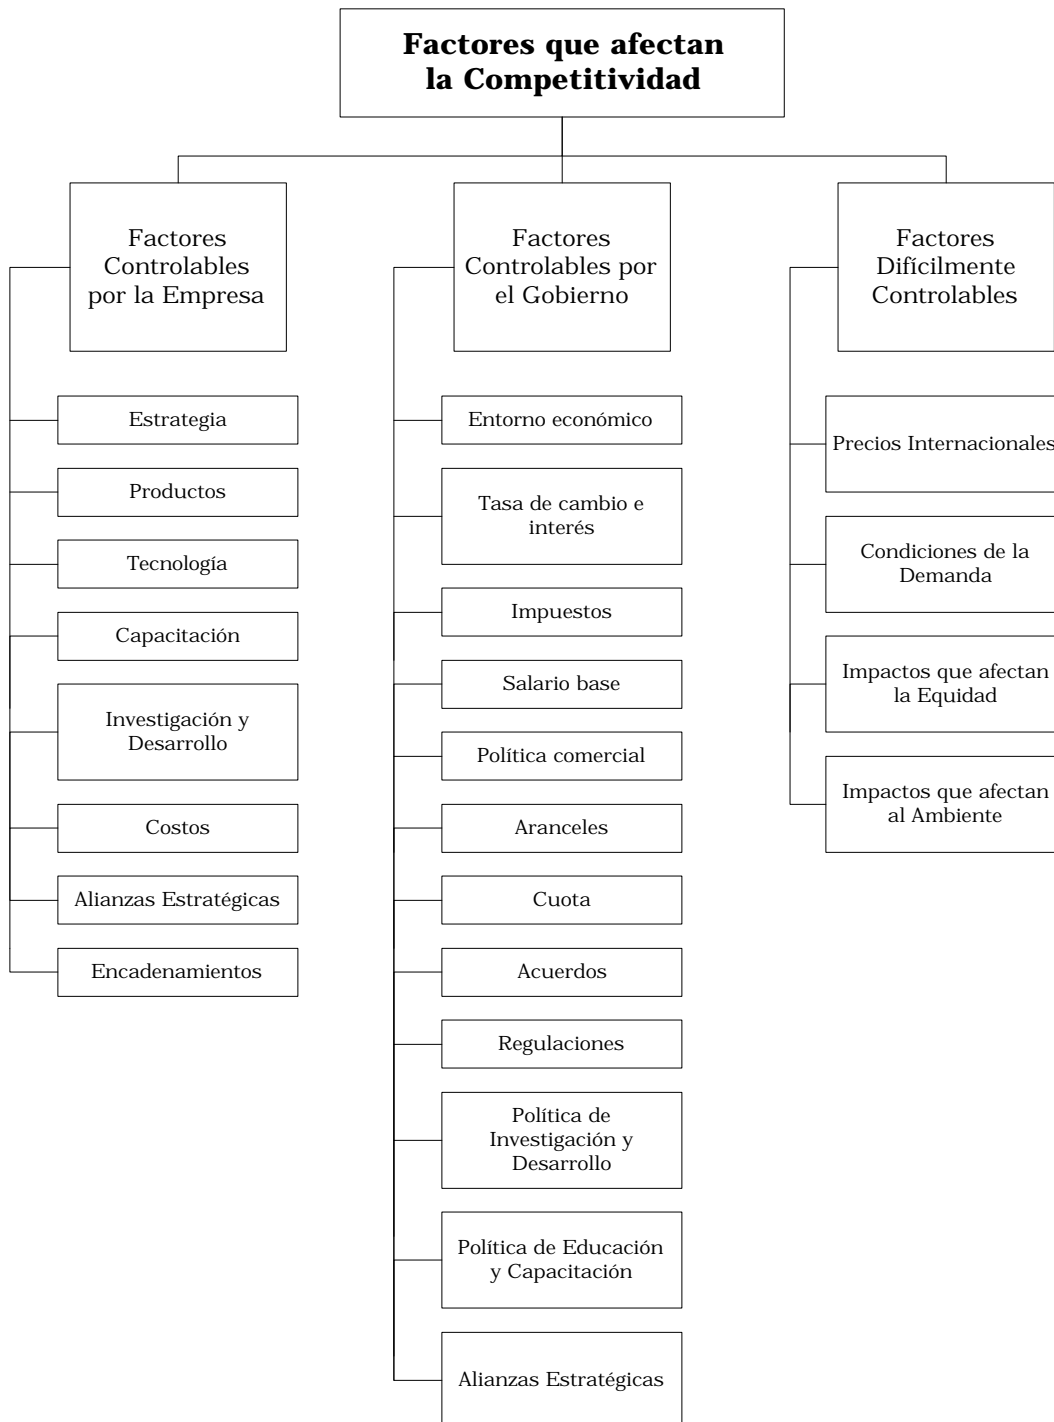 Factores que afectan
la Competitividad
Factores
Controlables
por la Empresa
Estrategia
Productos
Tecnología
Capacitación
Investigación y
Desarrollo
Costos
Alianzas Estratégicas
Encadenamientos
Factores
Controlables por
el Gobierno
Entorno económico
Tasa de cambio e
interés
Impuestos
Salario base
Política comercial
Aranceles
Cuota
Acuerdos
Regulaciones
Política de
Investigación y
Desarrollo
Política de Educación
y Capacitación
Alianzas Estratégicas
Factores
Difícilmente
Controlables
Precios Internacionales
Condiciones de la
Demanda
Impactos que afectan
la Equidad
Impactos que afectan
al Ambiente